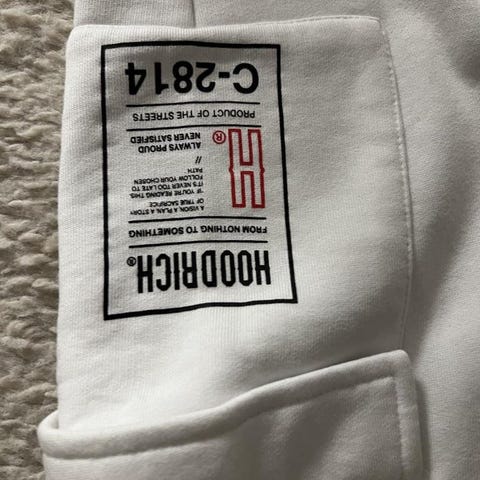 HOODRICH®
FROM NOTHING TO SOMETHING
A VISION, A PLAN, A STORY
OF TRUE SACRIFICE
"IF YOU'RE READING THIS,
IT'S NEVER TOO LATE TO
FOLLOW YOUR CHOSEN
PATH
//
ALWAYS PROUD
NEVER SATISFIED
H®
PRODUCT OF THE STREETS
C-2814